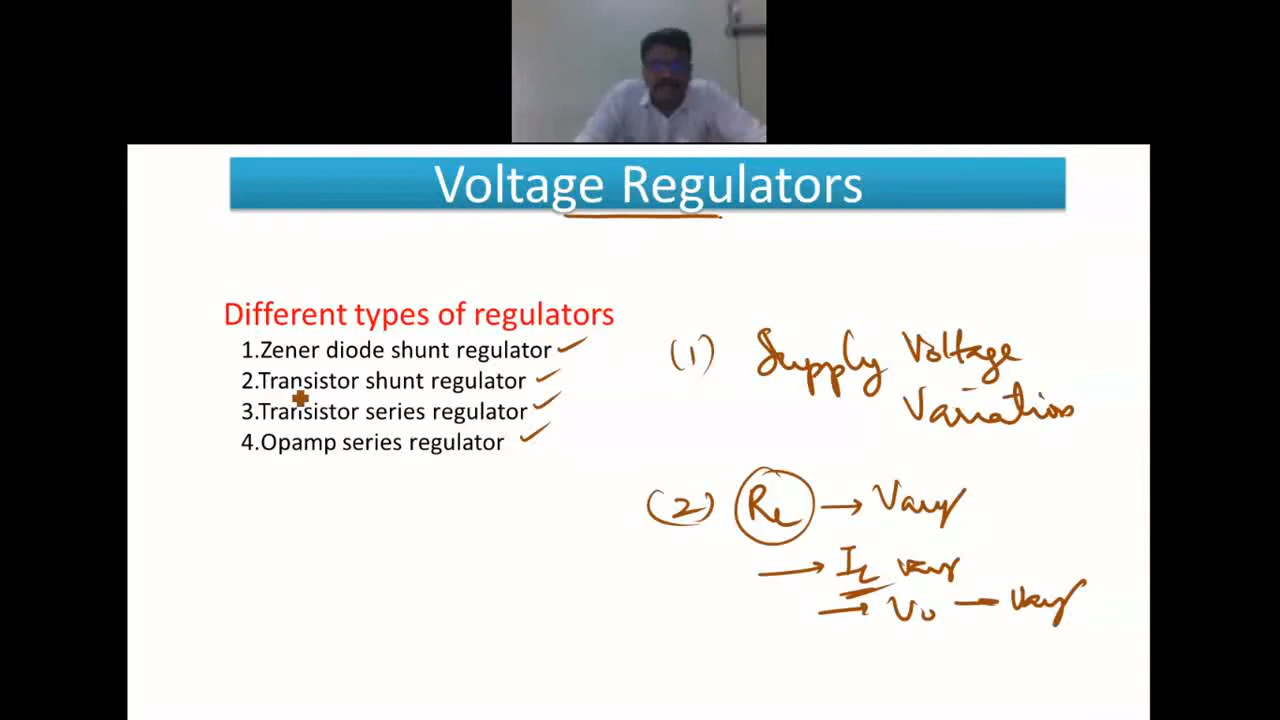 Voltage Regulators
Different types of regulators
1.Zener diode shunt regulator
2.Transistor shunt regulator
3.Transistor series regulator
4.Opamp series regulator
(1) Supply Voltage
Variation
(2) RL → Vary
→ IL vary
→ Vo — Vary